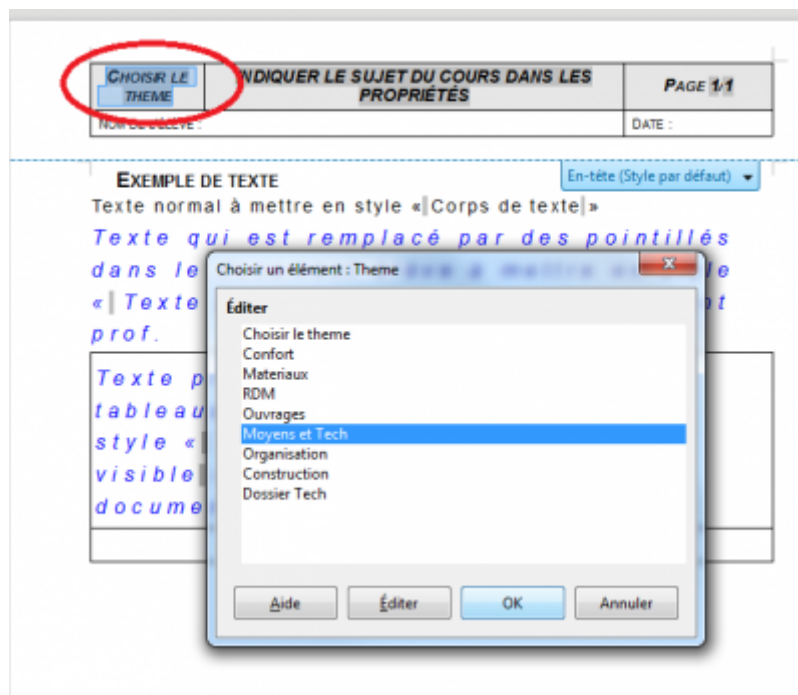 CHOISIR LE THEME
INDIQUER LE SUJET DU COURS DANS LES PROPRIÉTÉS
PAGE 1/1
NOM DE L'ÉLÈVE :
DATE :
En-tête (Style par défaut)
EXEMPLE DE TEXTE
Texte normal à mettre en style « Corps de texte »
Texte qui est remplacé par des pointillés
dans le
« Texte
prof.
Texte
tableau
style «
visible
docume
Choisir un élément : Theme
Éditer
Choisir le theme
Confort
Materiaux
RDM
Ouvrages
Moyens et Tech
Organisation
Construction
Dossier Tech
Aide
Éditer
OK
Annuler